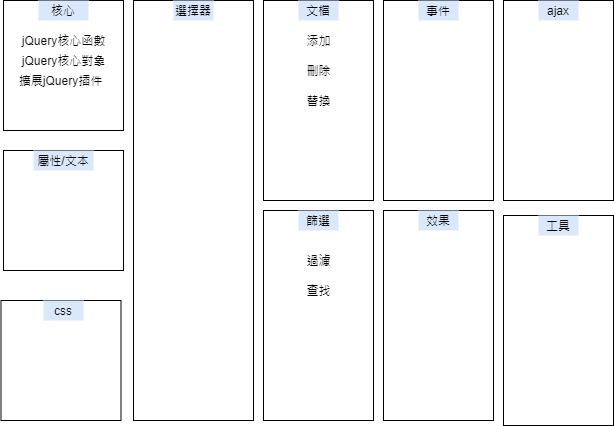 核心
jQuery核心函數
jQuery核心對象
擴展jQuery插件
屬性/文本
css
選擇器
文檔
添加
刪除
替換
篩選
過濾
查找
事件
效果
ajax
工具